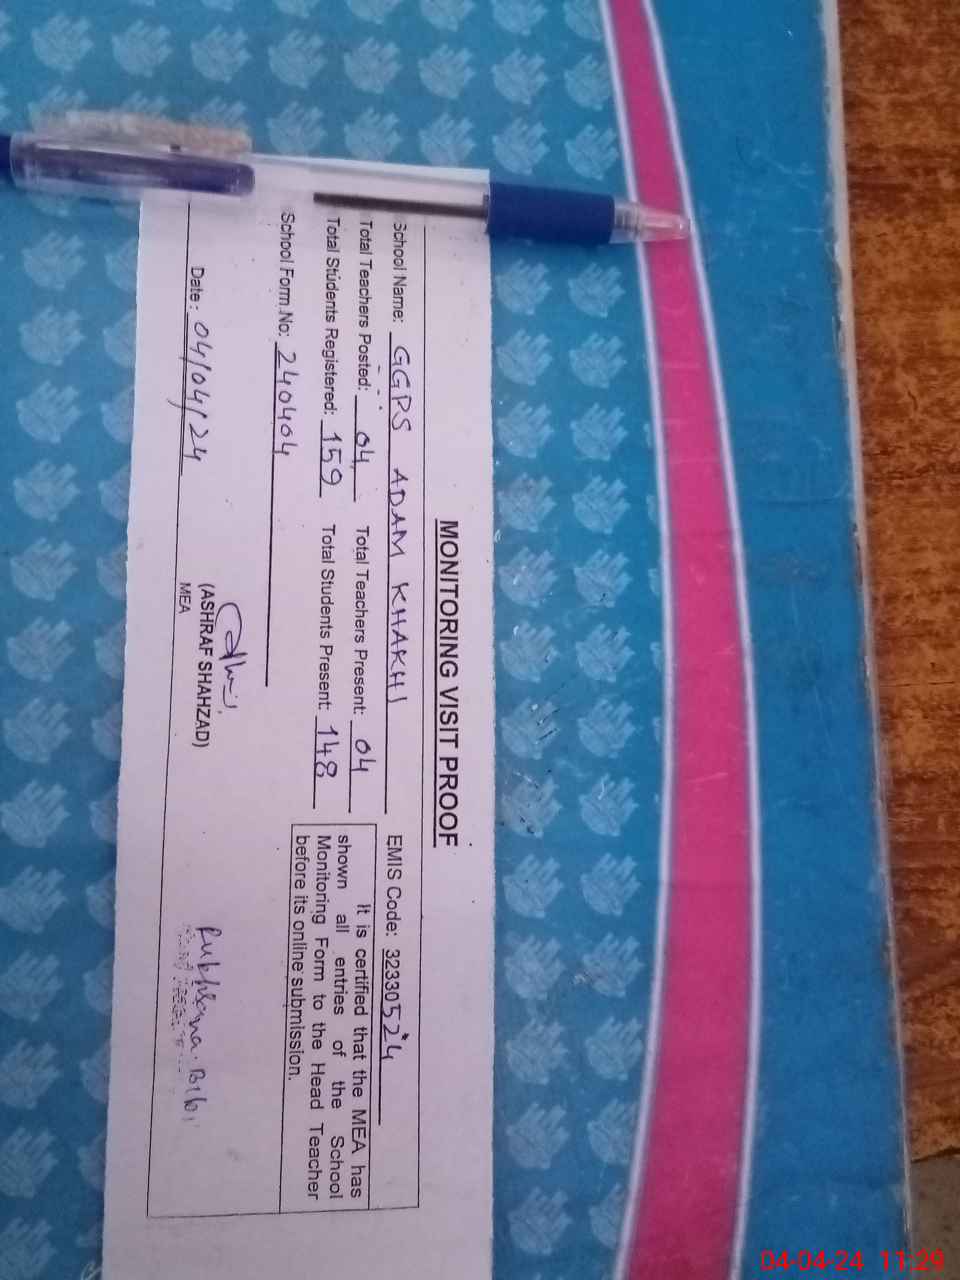 MONITORING VISIT PROOF
School Name: GGPS ADAM KHAKHI EMIS Code: 32330524
Total Teachers Posted: 04 Total Teachers Present: 04
Total Students Registered: 159 Total Students Present: 148
It is certified that the MEA has
shown all entries of the School
Monitoring Form to the Head Teacher
before its online submission.
School Form.No: 240404
Date: 04/04/24
(ASHRAF SHAHZAD)
MEA
Rukhsana Bibi
04-04-24 11:29